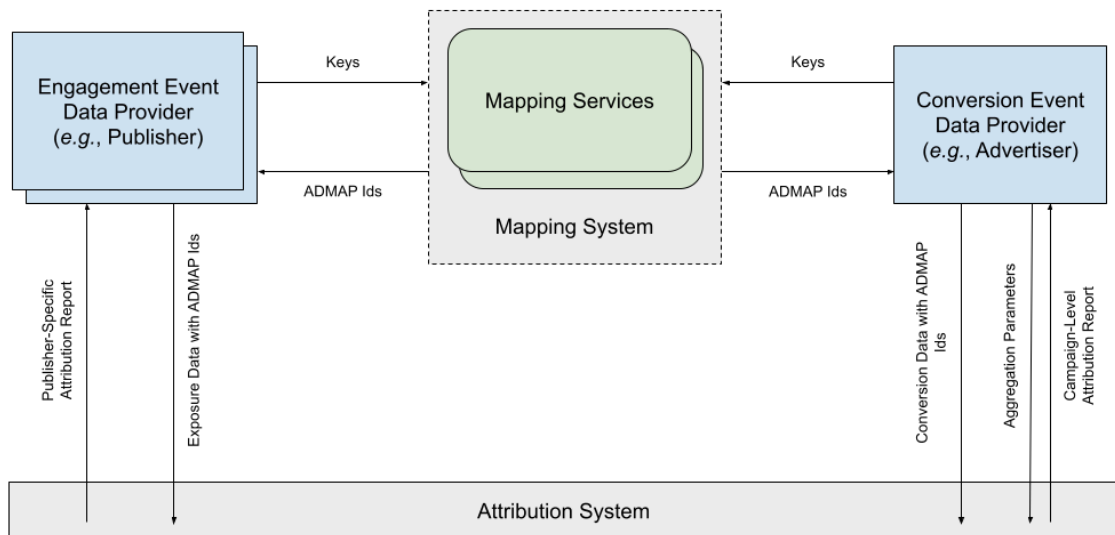 Engagement Event
Data Provider
(e.g., Publisher)
Keys
Mapping Services
Keys
Conversion Event
Data Provider
(e.g., Advertiser)
ADMAP Ids
Mapping System
ADMAP Ids
Publisher-Specific
Attribution Report
Exposure Data with ADMAP Ids
Conversion Data with ADMAP
Ids
Aggregation Parameters
Campaign-Level
Attribution Report
Attribution System